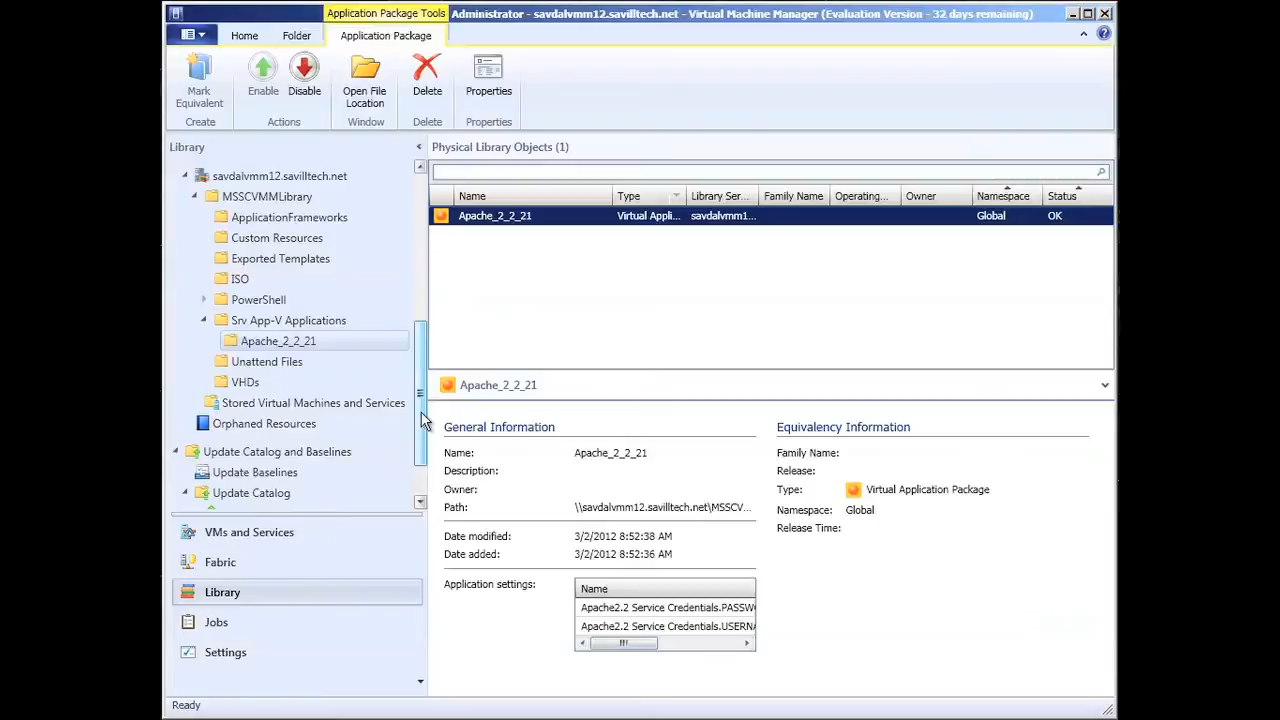 Application Package Tools
Administrator - savdalvmm12.savilltech.net - Virtual Machine Manager (Evaluation Version - 32 days remaining)
Home
Folder
Application Package
Mark
Equivalent
Enable
Disable
Open File
Location
Delete
Properties
Create
Actions
Window
Delete
Properties
Library
savdalvmm12.savilltech.net
MSSCVMMLibrary
ApplicationFrameworks
Custom Resources
Exported Templates
ISO
PowerShell
Srv App-V Applications
Apache_2_2_21
Unattend Files
VHDs
Stored Virtual Machines and Services
Orphaned Resources
Update Catalog and Baselines
Update Baselines
Update Catalog
VMs and Services
Fabric
Library
Jobs
Settings
Physical Library Objects (1)
Name Type Library Ser... Family Name Operating... Owner Namespace Status
Apache_2_2_21 Virtual Appli... savdalvmm1... Global OK
Apache_2_2_21
General Information
Name: Apache_2_2_21
Description:
Owner:
Path: \\savdalvmm12.savilltech.net\MSSCV...
Date modified: 3/2/2012 8:52:38 AM
Date added: 3/2/2012 8:52:36 AM
Application settings:
Name
Apache2.2 Service Credentials.PASSW
Apache2.2 Service Credentials.USERNA
Equivalency Information
Family Name:
Release:
Type: Virtual Application Package
Namespace: Global
Release Time:
Ready